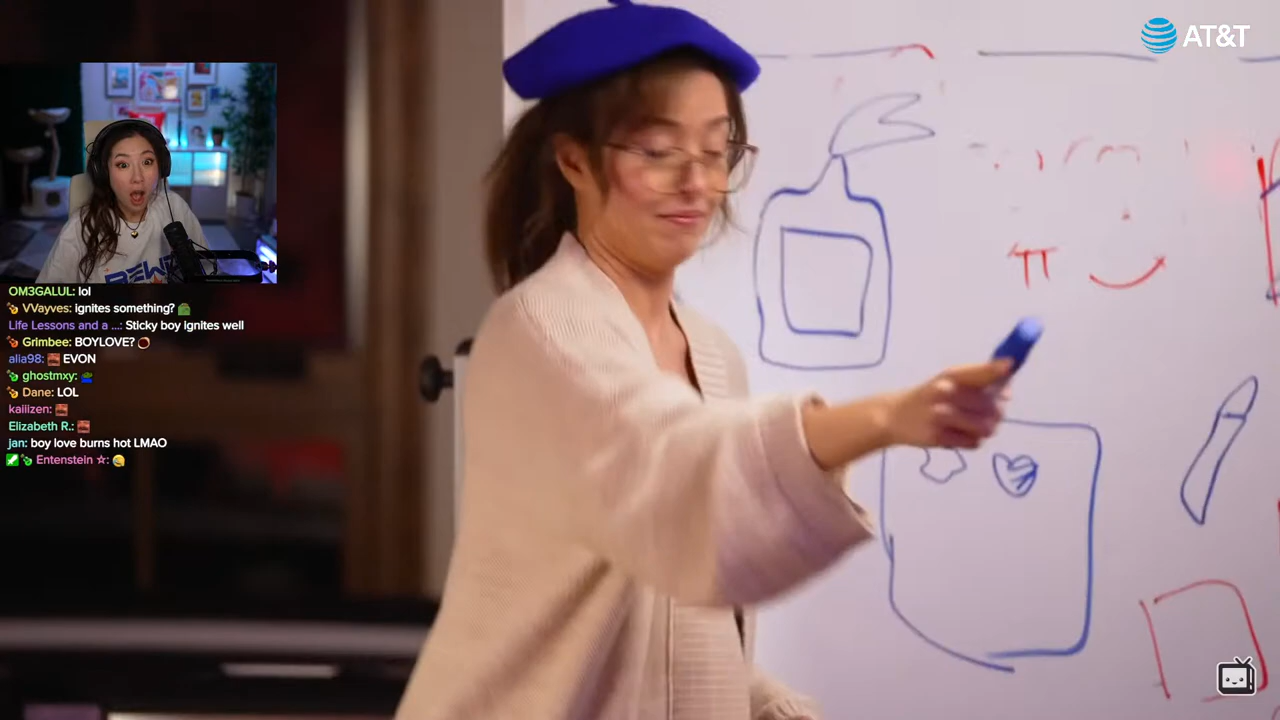 AT&T
OM3GALUL: lol
VVayves: ignites something?
Life Lessons and a ...: Sticky boy ignites well
Grimbee: BOYLOVE?
alia98: EVON
ghostmxy:
Dane: LOL
kaiiizen:
Elizabeth R.:
jan: boy love burns hot LMAO
Entenstein ☆: